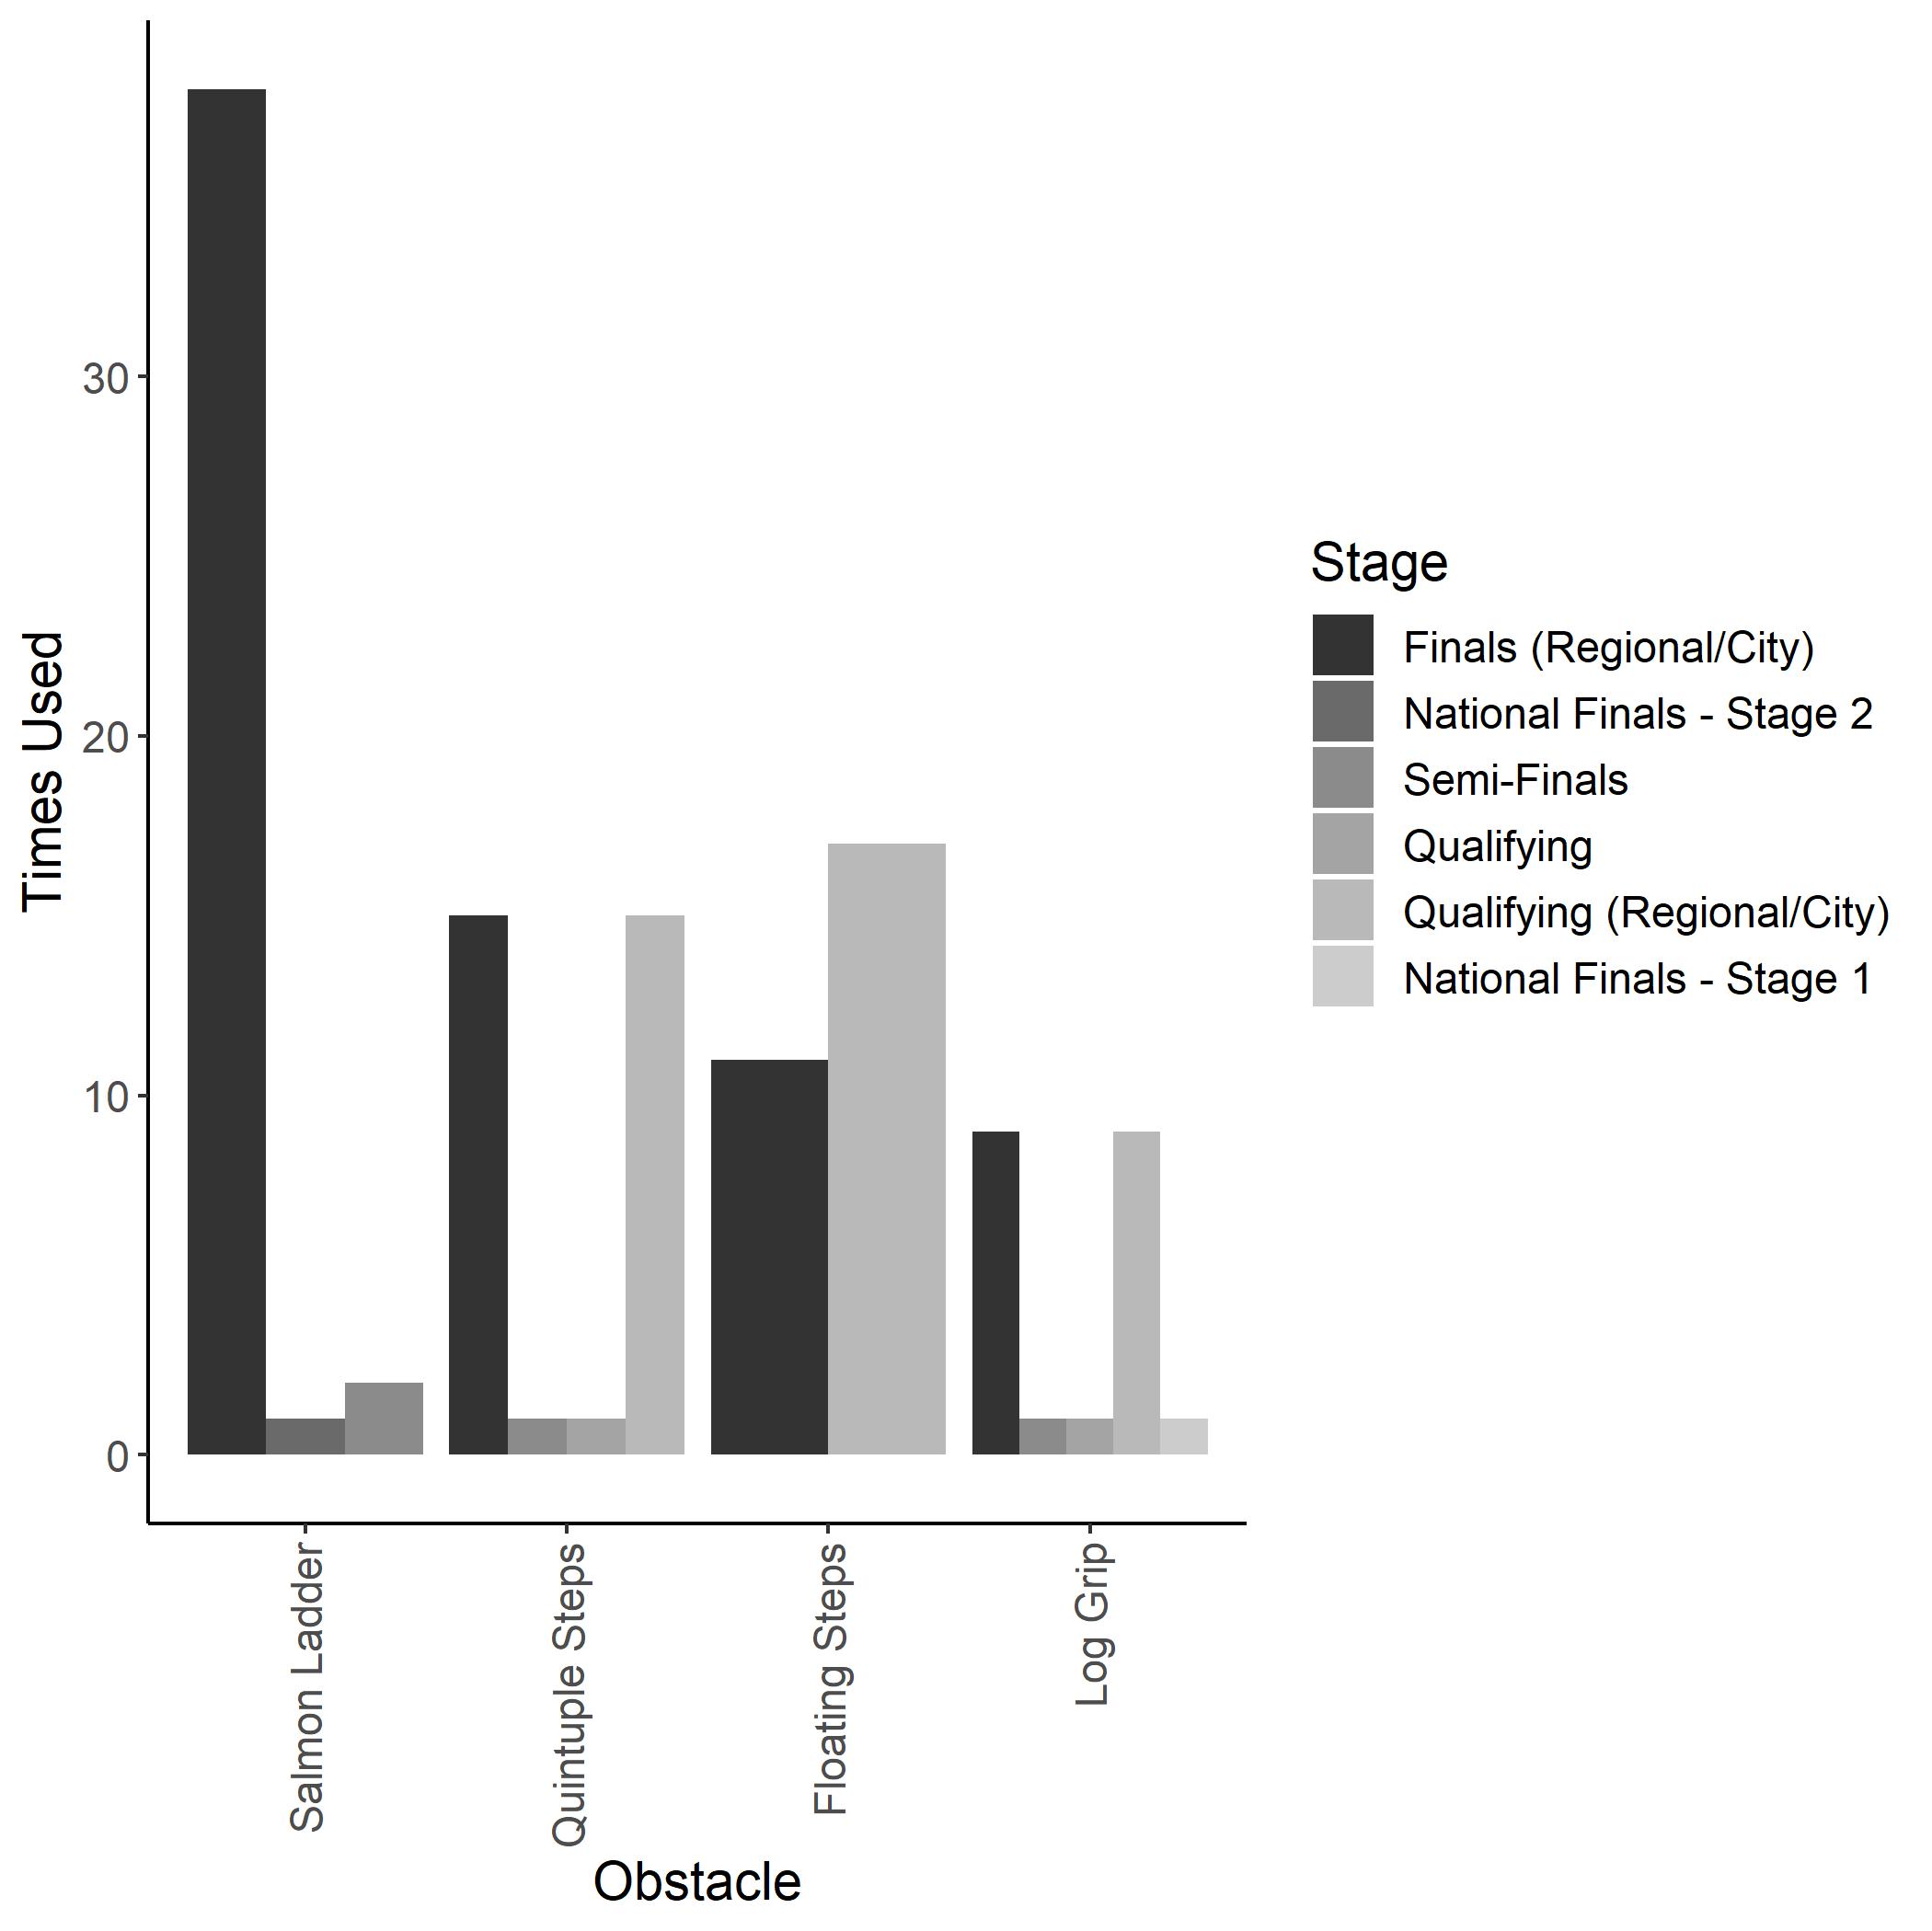 30
20
10
0
Times Used
Salmon Ladder
Quintuple Steps
Floating Steps
Log Grip
Obstacle
Stage
Finals (Regional/City)
National Finals - Stage 2
Semi-Finals
Qualifying
Qualifying (Regional/City)
National Finals - Stage 1